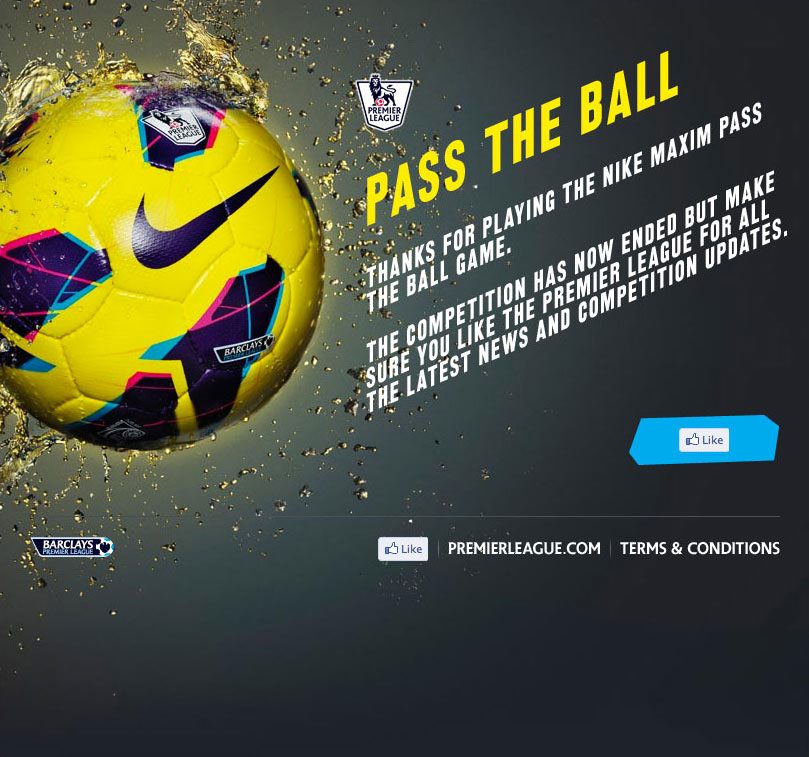 PREMIER
LEAGUE
PREMIER
LEAGUE
PASS THE BALL
THANKS FOR PLAYING THE NIKE MAXIM PASS
THE BALL GAME.
THE COMPETITION HAS NOW ENDED BUT MAKE
SURE YOU LIKE THE PREMIER LEAGUE FOR ALL
THE LATEST NEWS AND COMPETITION UPDATES.
BARCLAYS
Like
BARCLAYS
PREMIER LEAGUE
Like
PREMIERLEAGUE.COM
TERMS & CONDITIONS